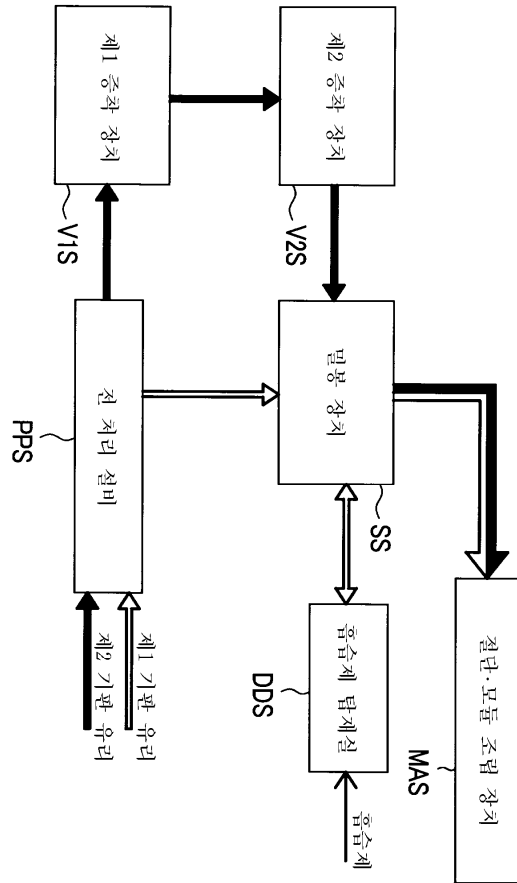 제1 증착 장치
V1S
제2 증착 장치
V2S
전 처리 설비
PPS
제1 기판 유리
제2 기판 유리
밀봉 장치
SS
흡습제 탑재실
DDS
흡습제
절단·모듈 조립 장치
MAS